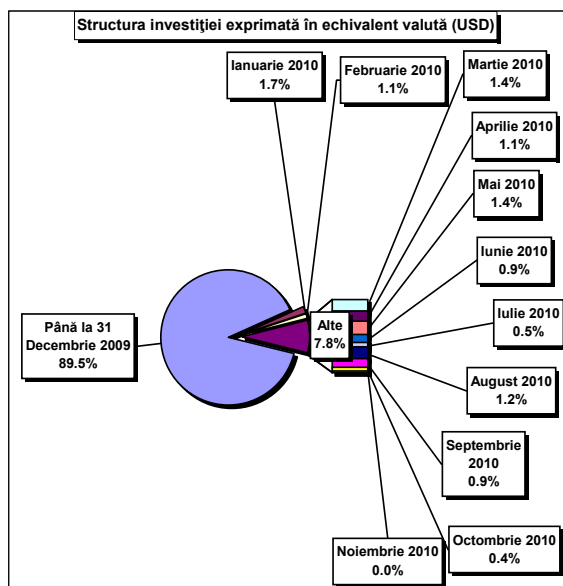 Structura investiţiei exprimată în echivalent valută (USD)
Ianuarie 2010
1.7%
Februarie 2010
1.1%
Martie 2010
1.4%
Aprilie 2010
1.1%
Mai 2010
1.4%
Iunie 2010
0.9%
Iulie 2010
0.5%
August 2010
1.2%
Septembrie
2010
0.9%
Octombrie 2010
0.4%
Noiembrie 2010
0.0%
Alte
7.8%
Până la 31
Decembrie 2009
89.5%